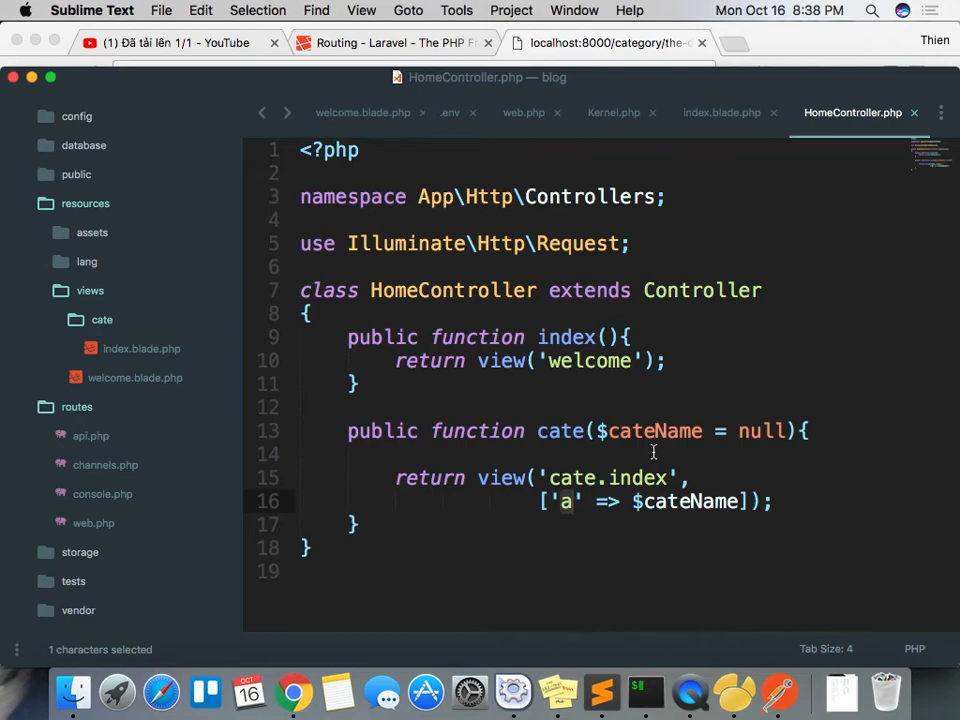 Sublime Text File Edit Selection Find View Goto Tools Project Window Help Mon Oct 16 8:38 PM
(1) Đã tải lên 1/1 - YouTube Routing - Laravel - The PHP F localhost:8000/category/the- Thien
HomeController.php — blog
config
database
public
resources
assets
lang
views
cate
index.blade.php
welcome.blade.php
routes
api.php
channels.php
console.php
web.php
storage
tests
vendor
welcome.blade.php .env web.php Kernel.php index.blade.php HomeController.php
1 <?php
2
3 namespace App\Http\Controllers;
4
5 use Illuminate\Http\Request;
6
7 class HomeController extends Controller
8 {
9 public function index(){
10 return view('welcome');
11 }
12
13 public function cate($cateName = null){
14
15 return view('cate.index',
16 ['a' => $cateName]);
17 }
18 }
19
1 characters selected Tab Size: 4 PHP
OCT
16